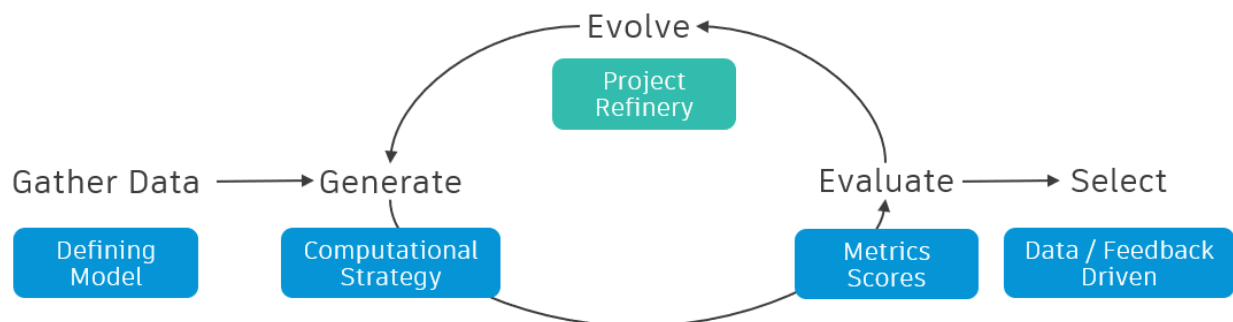 Evolve
Project
Refinery
Gather Data
Generate
Evaluate
Select
Defining
Model
Computational
Strategy
Metrics
Scores
Data / Feedback
Driven